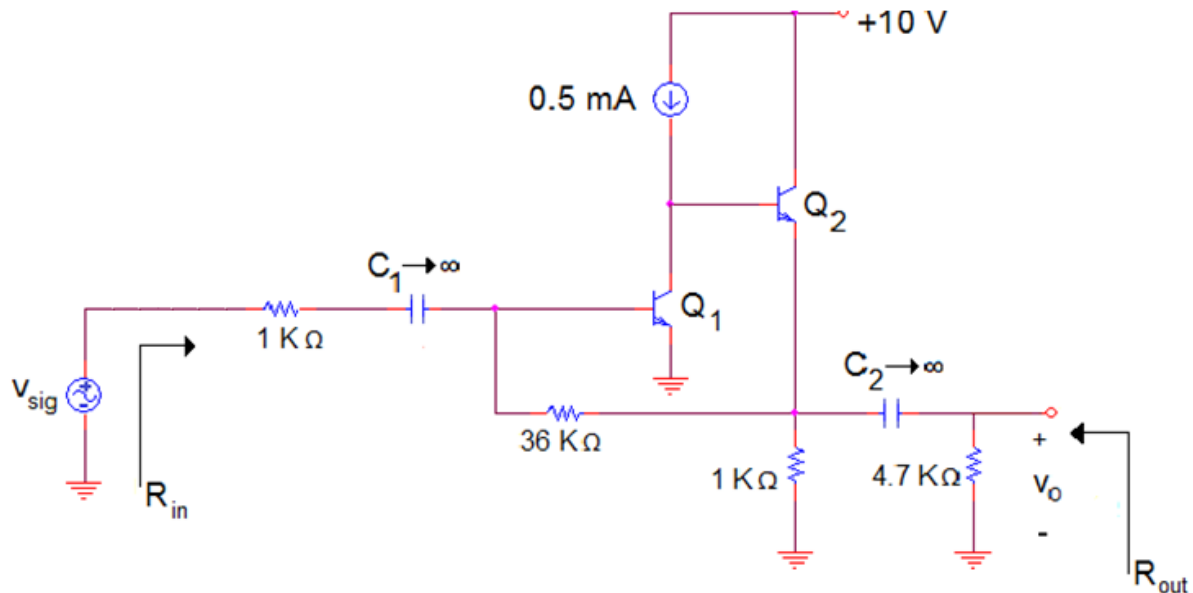 +10 V
0.5 mA
Q2
C1→∞
Q1
1 KΩ
vsig
C2→∞
36 KΩ
1 KΩ
4.7 KΩ
+
vo
-
Rin
Rout